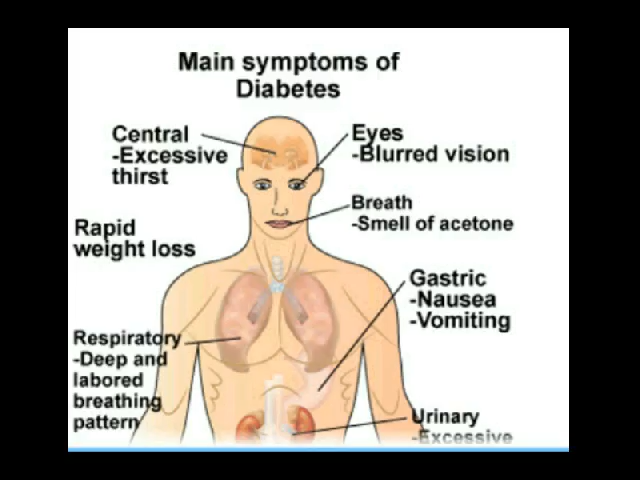 Main symptoms of
Diabetes
Central
-Excessive
thirst
Eyes
-Blurred vision
Breath
-Smell of acetone
Rapid
weight loss
Gastric
-Nausea
-Vomiting
Respiratory
-Deep and
labored
breathing
pattern
Urinary
-Excessive